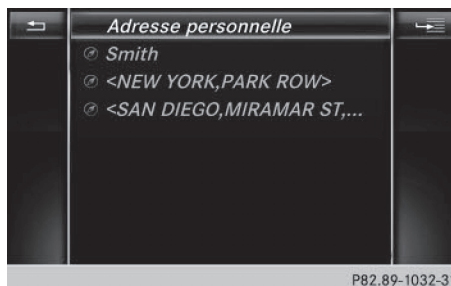 Adresse personnelle
Smith
<NEW YORK,PARK ROW>
<SAN DIEGO,MIRAMAR ST,...
P82.89-1032-31